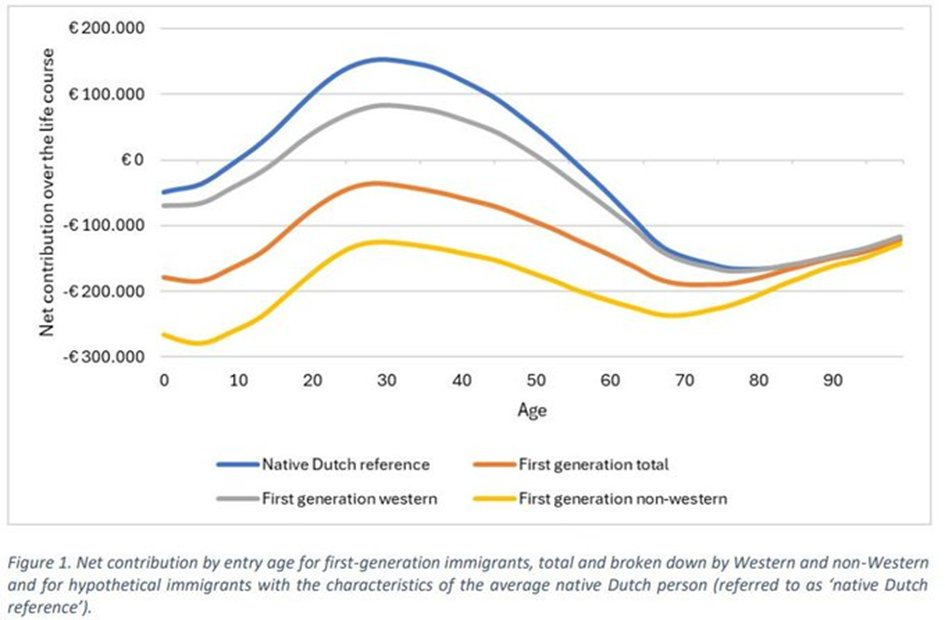 € 200.000
€ 100.000
€ 0
-€ 100.000
-€ 200.000
-€ 300.000
Net contribution over the life course
0 10 20 30 40 50 60 70 80 90
Age
Native Dutch reference First generation total
First generation western First generation non-western
Figure 1. Net contribution by entry age for first-generation immigrants, total and broken down by Western and non-Western
and for hypothetical immigrants with the characteristics of the average native Dutch person (referred to as ‘native Dutch
reference’).